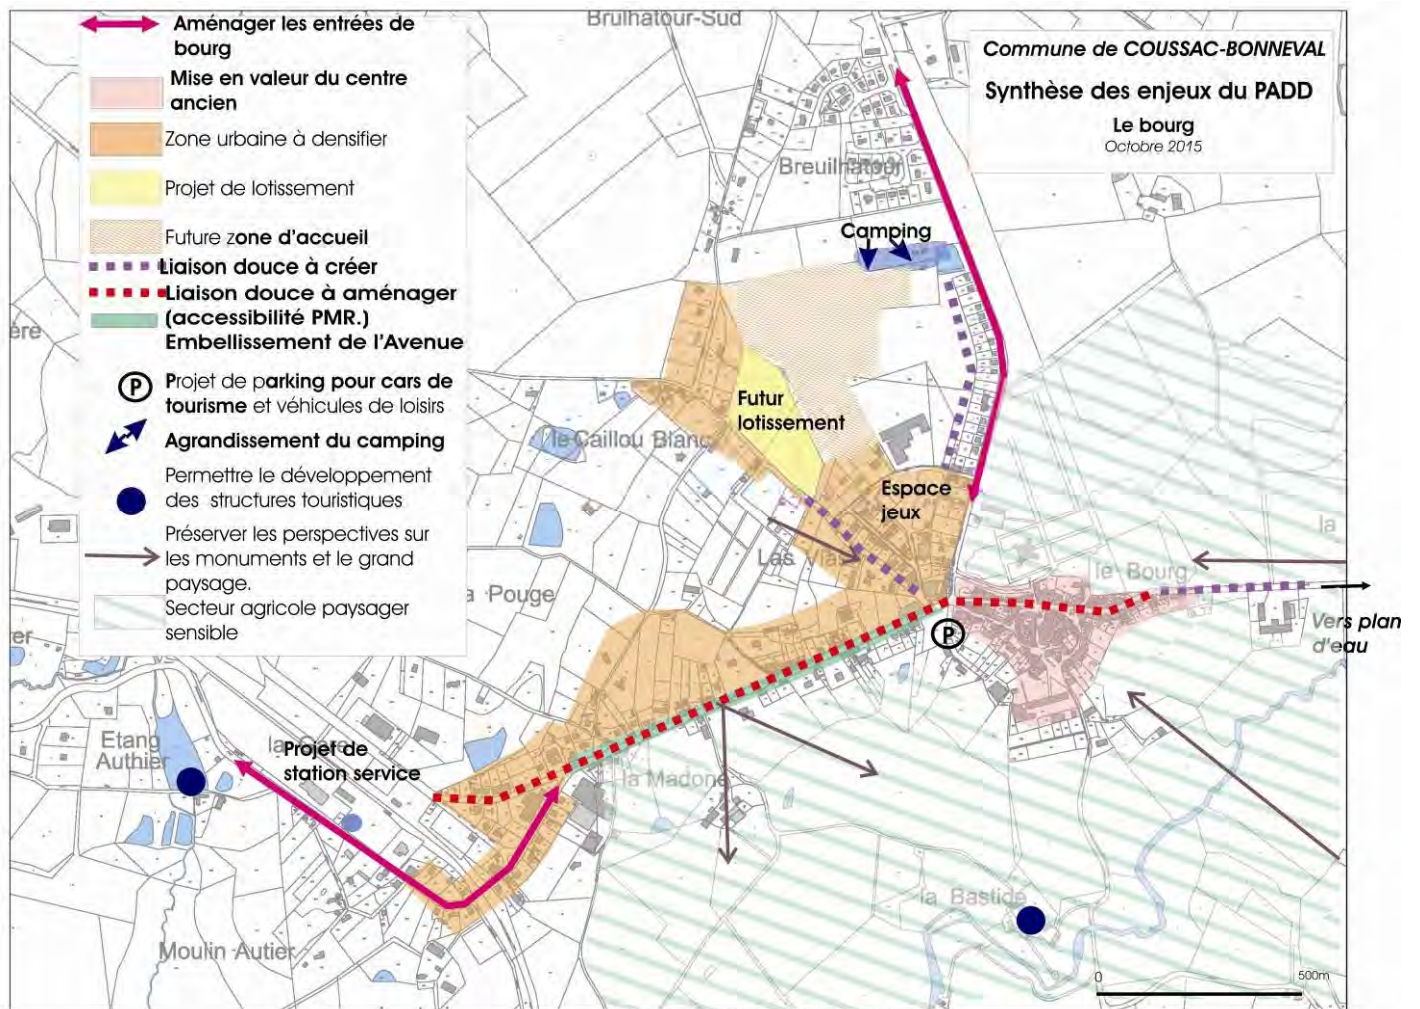 Aménager les entrées de
bourg
Mise en valeur du centre
ancien
Zone urbaine à densifier
Projet de lotissement
Future zone d'accueil
Liaison douce à créer
Liaison douce à aménager
(accessibilité PMR.)
Embellissement de l'Avenue
P
Projet de parking pour cars de
tourisme et véhicules de loisirs
Agrandissement du camping
Permettre le développement
des structures touristiques
Préserver les perspectives sur
les monuments et le grand
paysage.
Secteur agricole paysager
sensible
Commune de COUSSAC-BONNEVAL
Synthèse des enjeux du PADD
Le bourg
Octobre 2015
Brulhatour-Sud
Breuilhatour
Camping
Futur
lotissement
le Caillou Blanc
Espace
jeux
la
Las Vias
le Bourg
Pouge
P
Vers plan
d'eau
Etang
Authier
la Gare
Projet de
station service
la Madone
la Bastide
Moulin Autier
0
500m